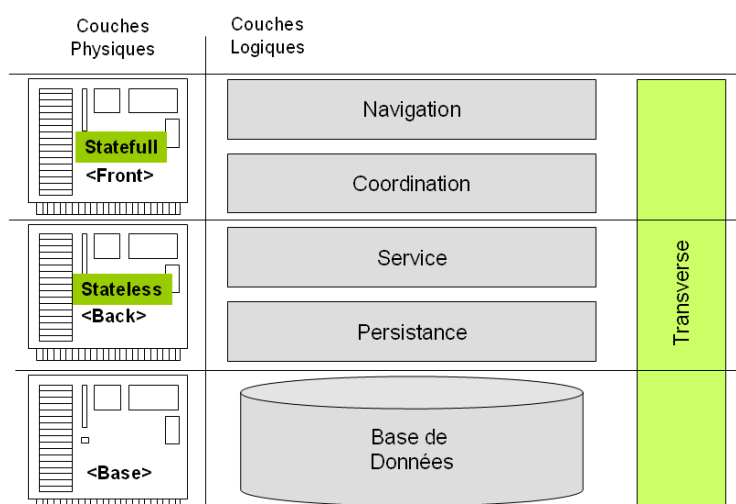 Couches
Physiques
Couches
Logiques
Statefull
<Front>
Navigation
Coordination
Stateless
<Back>
Service
Persistance
<Base>
Base de
Données
Transverse